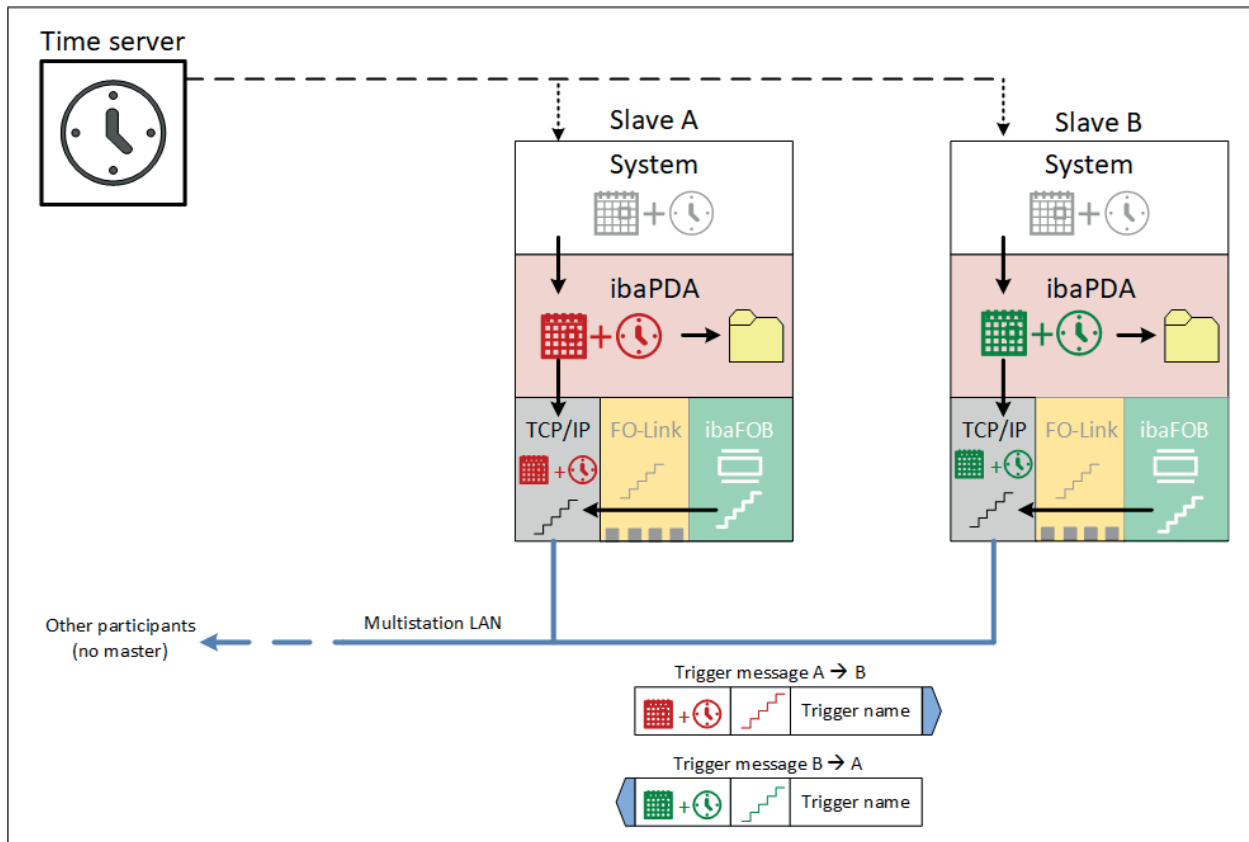 Time server
Slave A
Slave B
System
System
ibaPDA
ibaPDA
TCP/IP
FO-Link
ibaFOB
TCP/IP
FO-Link
ibaFOB
Other participants
(no master)
Multistation LAN
Trigger message A → B
Trigger name
Trigger message B → A
Trigger name